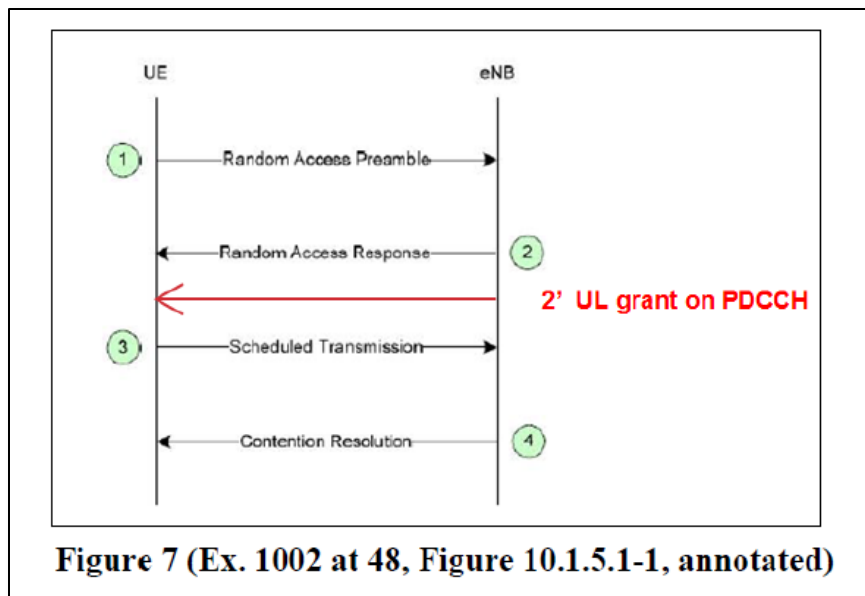 UE eNB
1 Random Access Preamble
Random Access Response 2
2' UL grant on PDCCH
3 Scheduled Transmission
Contention Resolution 4
Figure 7 (Ex. 1002 at 48, Figure 10.1.5.1-1, annotated)